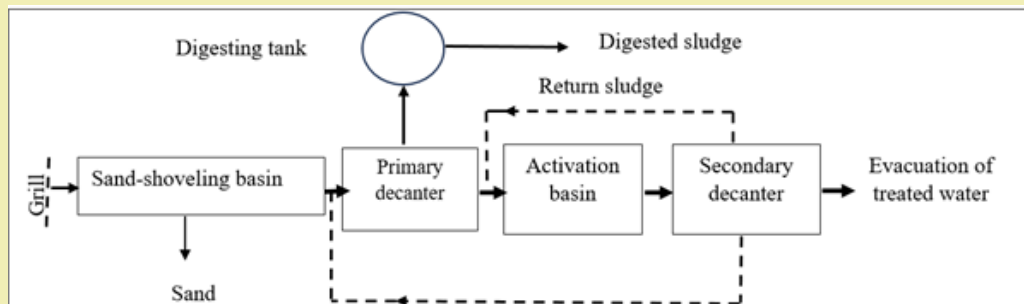 Digesting tank
Digested sludge
Return sludge
Grill
Sand-shoveling basin
Primary
decanter
Activation
basin
Secondary
decanter
Evacuation of
treated water
Sand